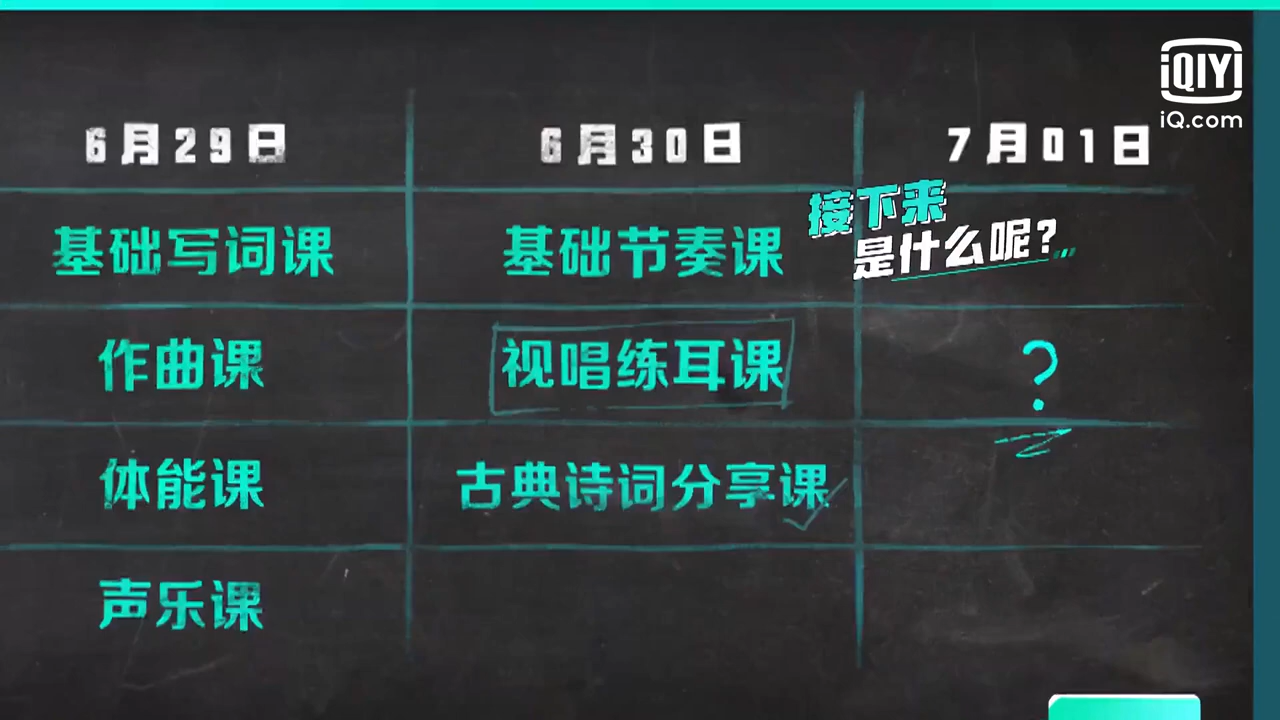 iQIYI
iQ.com
6月29日 6月30日 7月01日
接下来
是什么呢?
基础写词课 基础节奏课
作曲课 视唱练耳课 ?
体能课 古典诗词分享课
声乐课